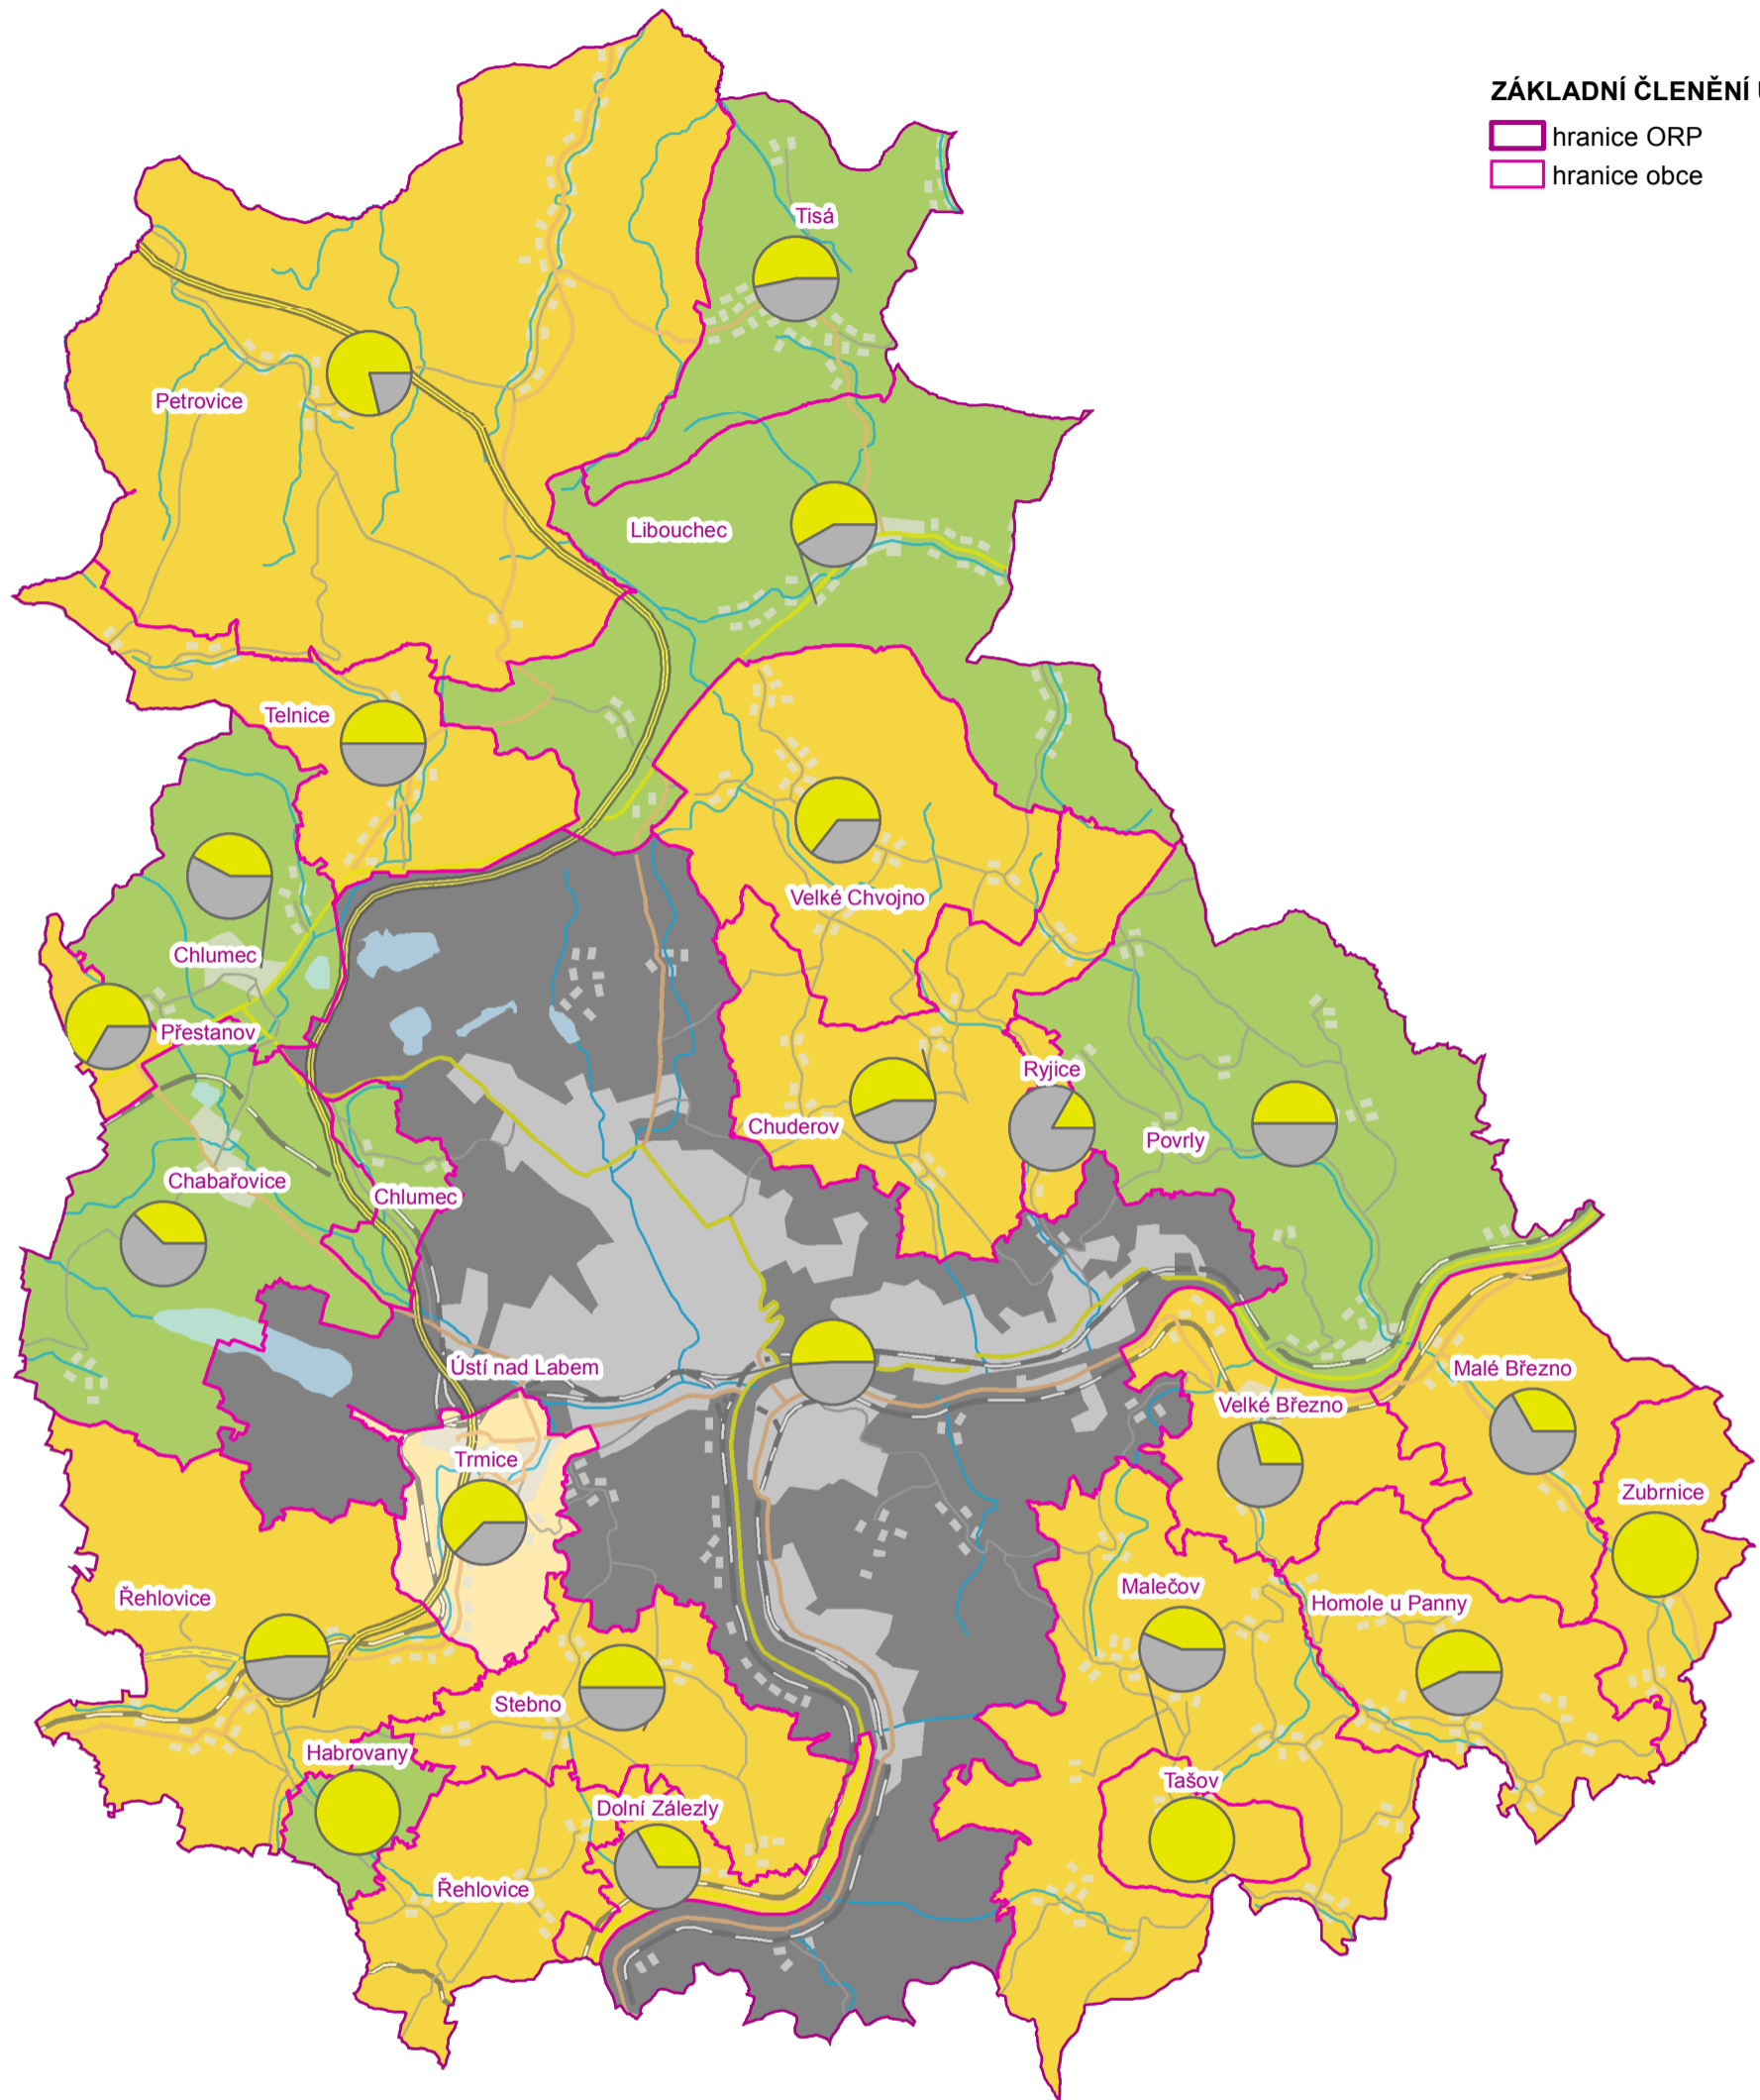 ZÁKLADNÍ ČLENĚNÍ
hranice ORP
hranice obce
Tisá
Petrovice
Libouchec
Telnice
Velké Chvojno
Chlumec
Přestanov
Ryjice
Chuderov
Povrly
Chabařovice
Chlumec
Ústí nad Labem
Malé Březno
Velké Březno
Trmice
Zubrnice
Malečov
Řehlovice
Homole u Panny
Stebno
Habrovany
Tašov
Dolní Zálezly
Řehlovice